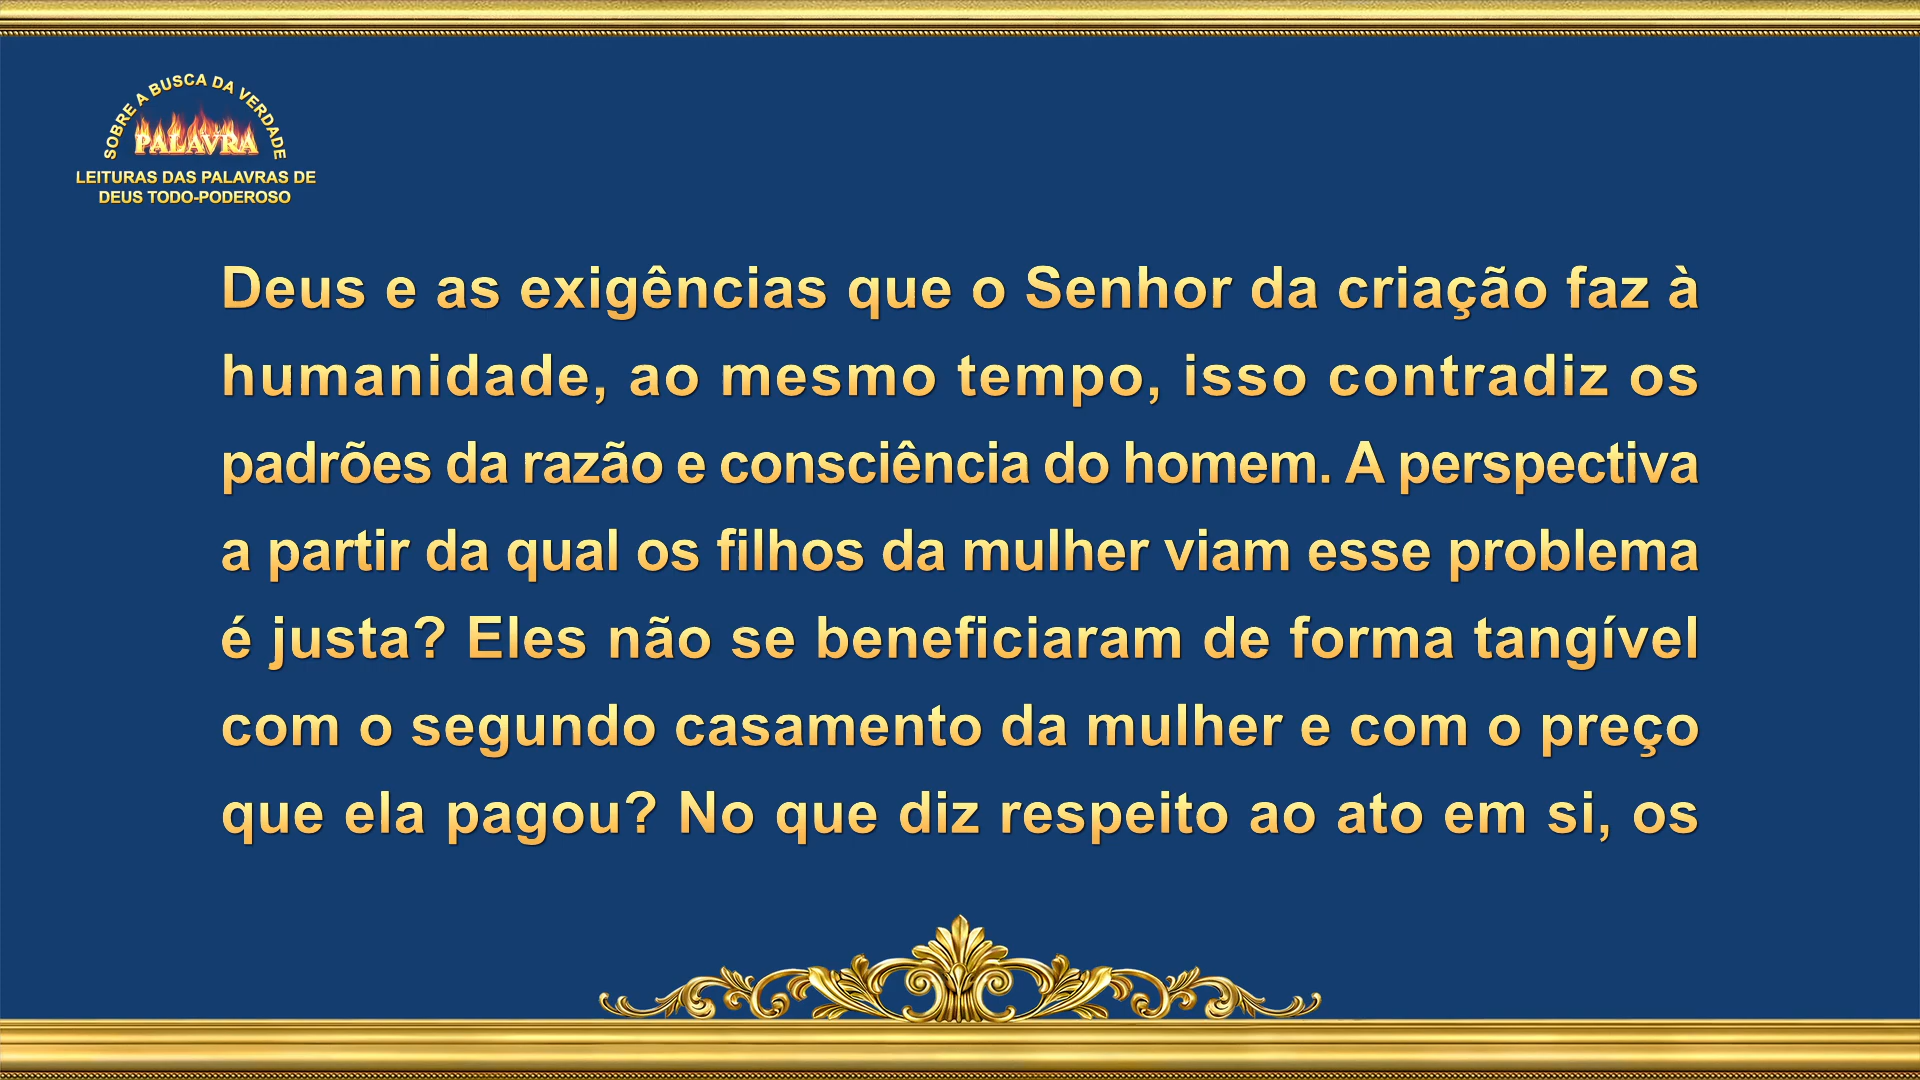 SOBRE A BUSCA DA VERDADE
PALAVRA
LEITURAS DAS PALAVRAS DE
DEUS TODO-PODEROSO
Deus e as exigências que o Senhor da criação faz à
humanidade, ao mesmo tempo, isso contradiz os
padrões da razão e consciência do homem. A perspectiva
a partir da qual os filhos da mulher viam esse problema
é justa? Eles não se beneficiaram de forma tangível
com o segundo casamento da mulher e com o preço
que ela pagou? No que diz respeito ao ato em si, os